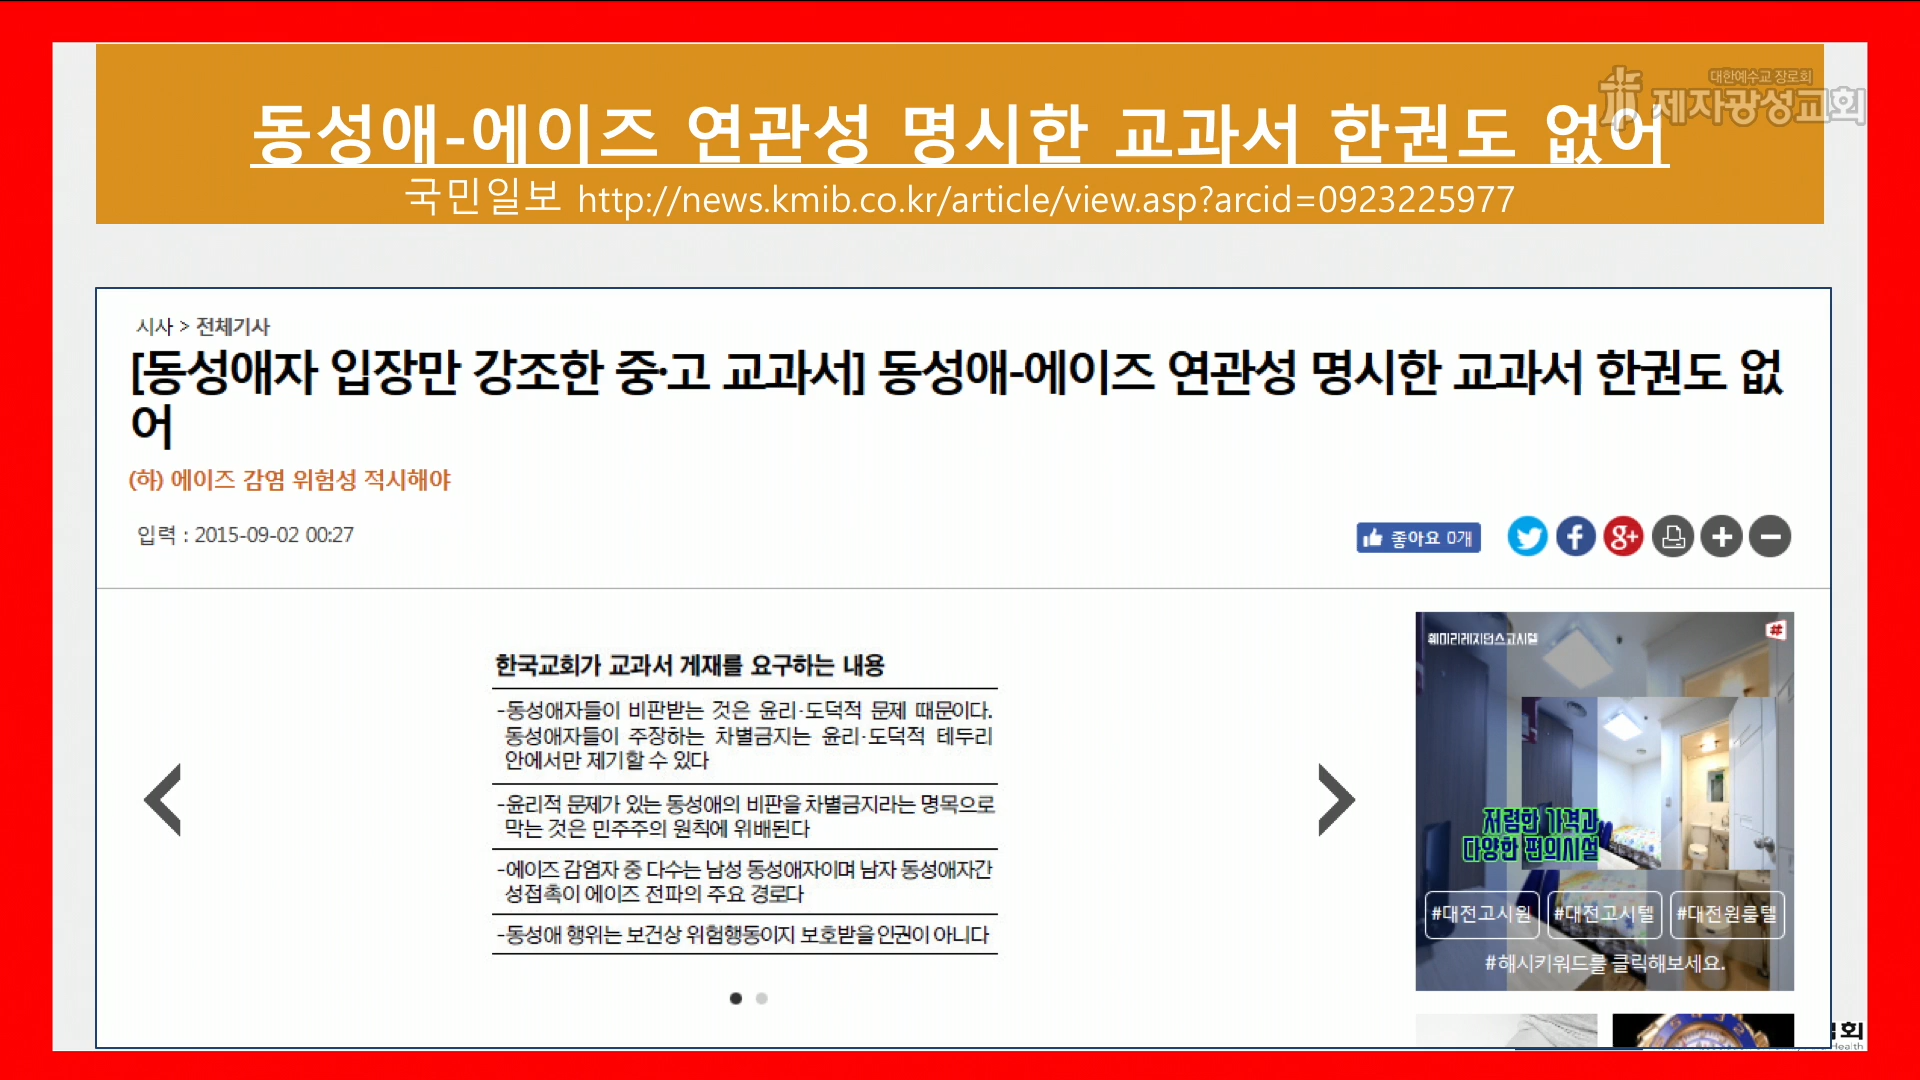 대한예수교 장로회
제자광성교회
동성애-에이즈 연관성 명시한 교과서 한권도 없어
국민일보 http://news.kmib.co.kr/article/view.asp?arcid=0923225977
시사 > 전체기사
[동성애자 입장만 강조한 중·고 교과서] 동성애-에이즈 연관성 명시한 교과서 한권도 없
어
(하) 에이즈 감염 위험성 적시해야
입력 : 2015-09-02 00:27
좋아요 0개
한국교회가 교과서 게재를 요구하는 내용
-동성애자들이 비판받는 것은 윤리·도덕적 문제 때문이다.
동성애자들이 주장하는 차별금지는 윤리·도덕적 테두리
안에서만 제기할 수 있다
-윤리적 문제가 있는 동성애의 비판을 차별금지라는 명목으로
막는 것은 민주주의 원칙에 위배된다
-에이즈 감염자 중 다수는 남성 동성애자이며 남자 동성애자간
성접촉이 에이즈 전파의 주요 경로다
-동성애 행위는 보건상 위험행동이지 보호받을 인권이 아니다
훼미리레지던스고시텔
#
저렴한 가격과
다양한 편의시설
#대전고시원 #대전고시텔 #대전원룸텔
#해시키워드를 클릭해보세요.
회
Health